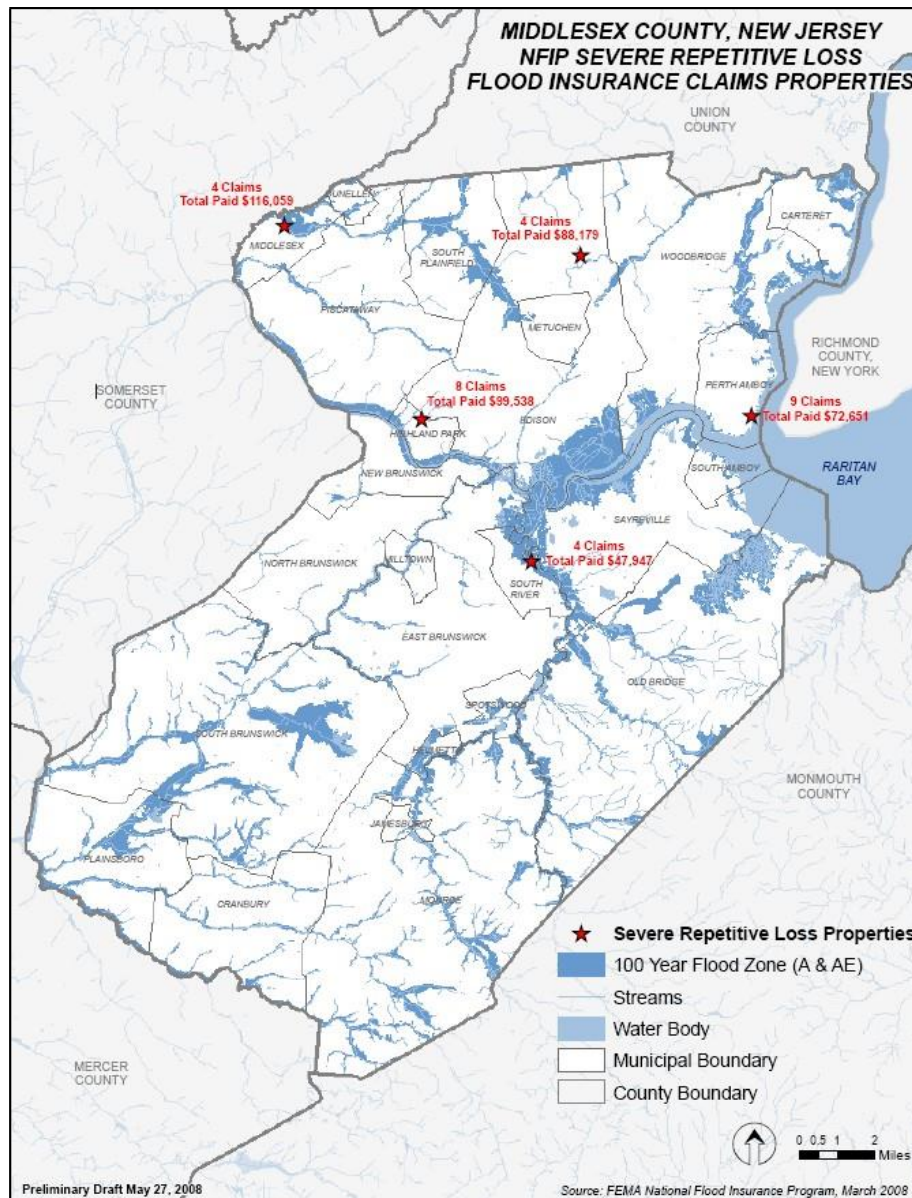 MIDDLESEX COUNTY, NEW JERSEY
NFIP SEVERE REPETITIVE LOSS
FLOOD INSURANCE CLAIMS PROPERTIES
UNION
COUNTY
4 Claims
Total Paid $116,059
DUNELLEN
MIDDLESEX
4 Claims
Total Paid $88,179
CARTERET
SOUTH
PLAINFIELD
WOODBRIDGE
PISCATAWAY
METUCHEN
RICHMOND
COUNTY,
NEW YORK
SOMERSET
COUNTY
8 Claims
Total Paid $99,538
PERTH AMBOY
9 Claims
Total Paid $72,651
EDISON
HIGHLAND PARK
NEW BRUNSWICK
SOUTH AMBOY
RARITAN
BAY
SAYREVILLE
4 Claims
Total Paid $47,947
NORTH BRUNSWICK
MILLTOWN
SOUTH
RIVER
EAST BRUNSWICK
OLD BRIDGE
SPOTSWOOD
SOUTH BRUNSWICK
HELMETTA
MONMOUTH
COUNTY
JAMESBURG
PLAINSBORO
CRANBURY
MONROE
MERCER
COUNTY
Severe Repetitive Loss Properties
100 Year Flood Zone (A & AE)
Streams
Water Body
Municipal Boundary
County Boundary
0 0.5 1 2
Miles
Preliminary Draft May 27, 2008
Source: FEMA National Flood Insurance Program, March 2008